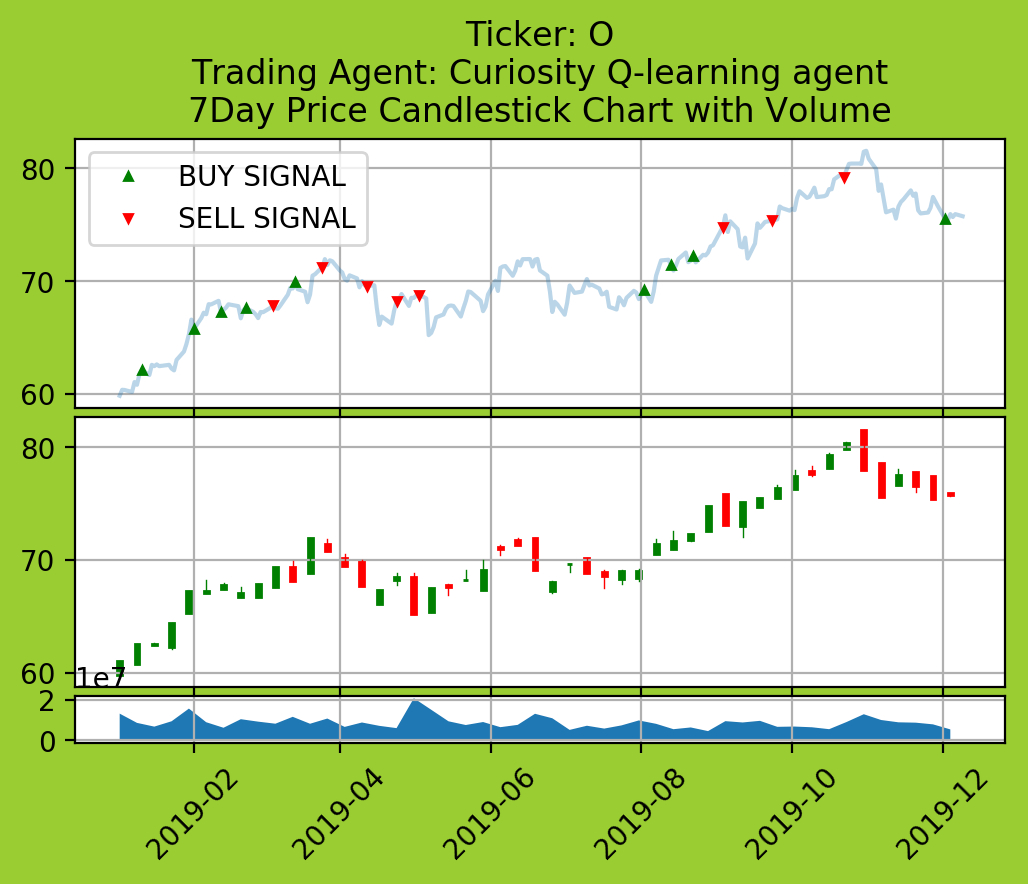 Ticker: O
Trading Agent: Curiosity Q-learning agent
7Day Price Candlestick Chart with Volume
80
70
60
BUY SIGNAL
SELL SIGNAL
80
70
60
1e7
2
0
2019-02
2019-04
2019-06
2019-08
2019-10
2019-12